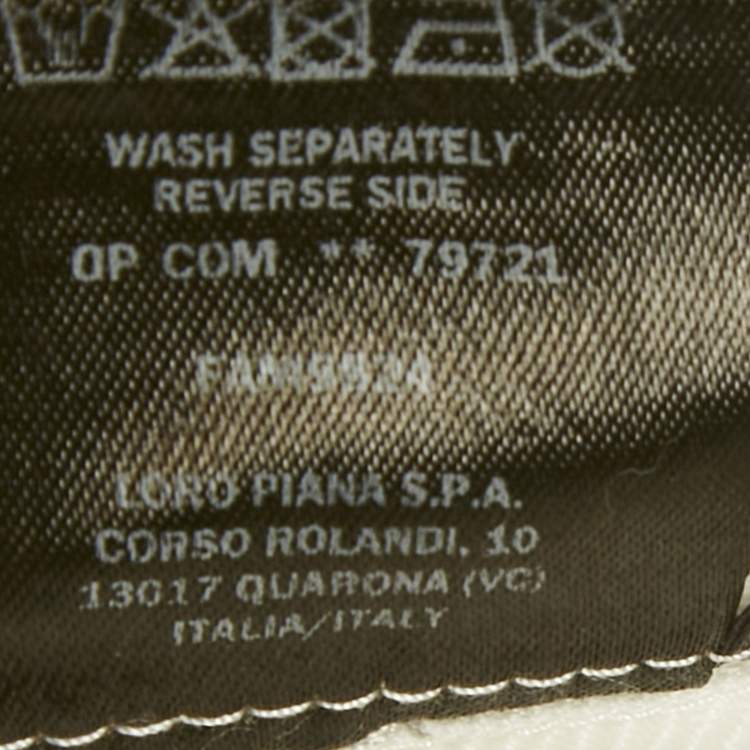 WASH SEPARATELY
REVERSE SIDE
OP COM ** 79721
LORO PIANA S.P.A.
CORSO ROLANDI, 10
13017 QUARONA (VC)
ITALIA/ITALY